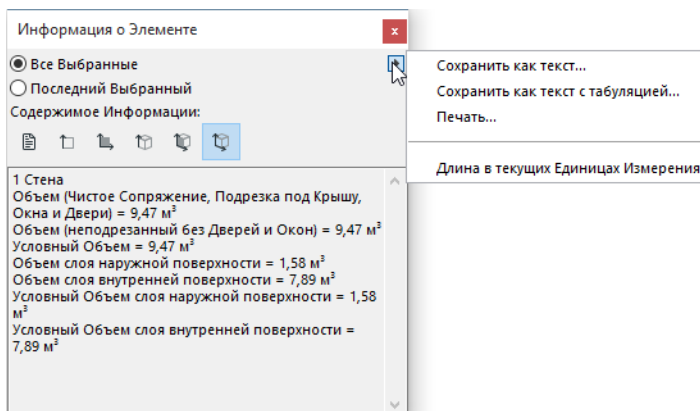 Информация о Элементе
x
Все Выбранные
Последний Выбранный
Содержимое Информации:
1 Стена
Объем (Чистое Сопряжение, Подрезка под Крышу,
Окна и Двери) = 9,47 м³
Объем (неподрезанный без Дверей и Окон) = 9,47 м³
Условный Объем = 9,47 м³
Объем слоя наружной поверхности = 1,58 м³
Объем слоя внутренней поверхности = 7,89 м³
Условный Объем слоя наружной поверхности = 1,58
м³
Условный Объем слоя внутренней поверхности =
7,89 м³
Сохранить как текст...
Сохранить как текст с табуляцией...
Печать...
Длина в текущих Единицах Измерения